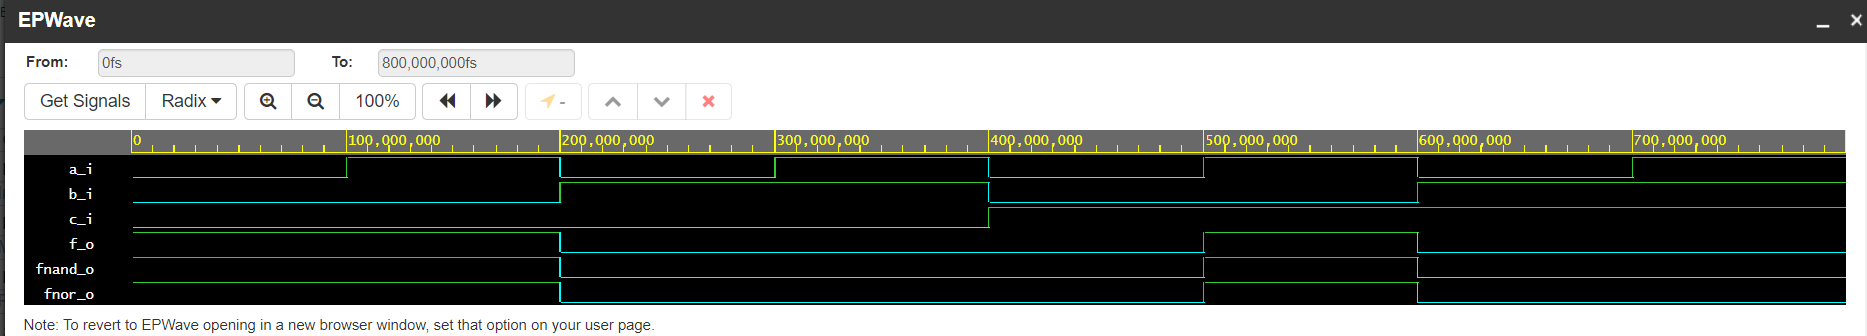 EPWave
From: 0fs To: 800,000,000fs
Get Signals Radix 100% -
0 100,000,000 200,000,000 300,000,000 400,000,000 500,000,000 600,000,000 700,000,000
a_i
b_i
c_i
f_o
fnand_o
fnor_o
Note: To revert to EPWave opening in a new browser window, set that option on your user page.